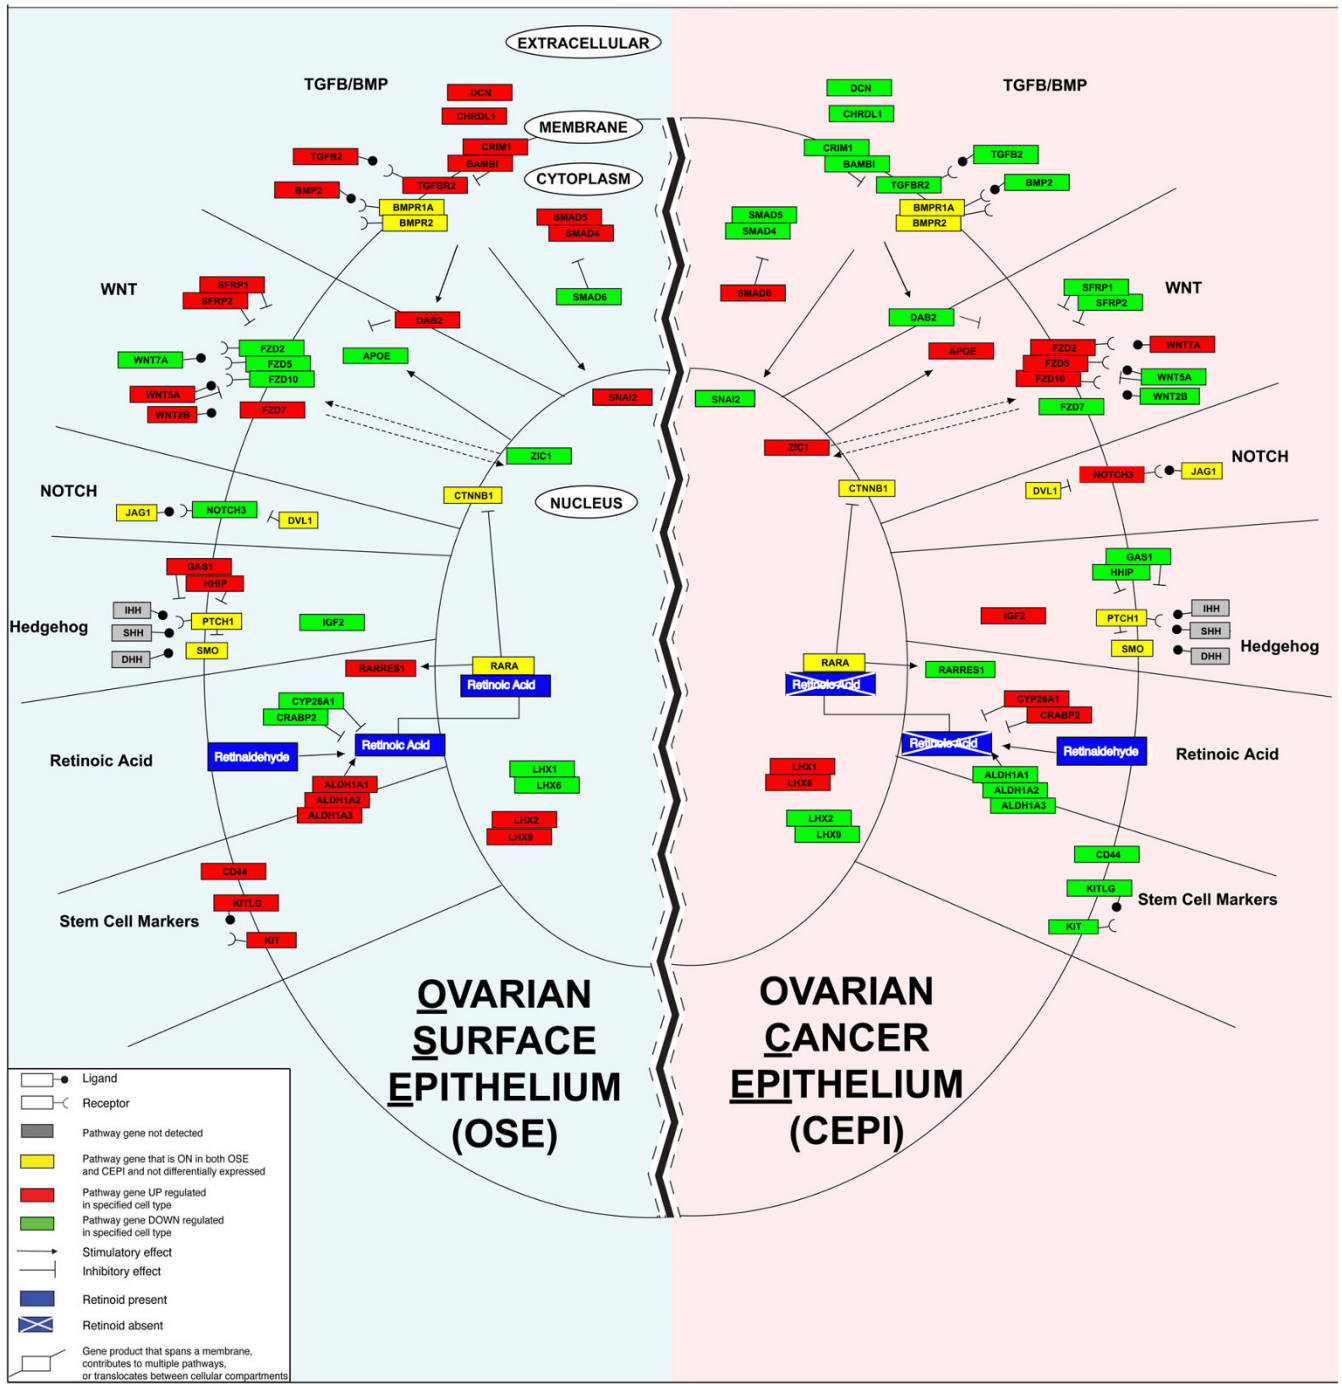 EXTRACELLULAR
TGFB/BMP
TGFB/BMP
DCN
DCN
CHRDL1
CHRDL1
MEMBRANE
CRIM1
CRIM1
TGFB2
BAMBI
BAMBI
TGFB2
CYTOPLASM
BMP2
TGFBR2
TGFBR2
BMP2
BMPR1A
BMPR1A
BMPR2
SMAD5
SMAD5
BMPR2
SMAD4
SMAD4
WNT
SFRP1
SFRP1
WNT
SFRP2
SMAD6
SMAD6
SFRP2
DAB2
DAB2
FZD2
FZD2
WNT7A
WNT7A
APOE
APOE
FZD5
FZD5
FZD10
FZD10
WNT5A
WNT5A
WNT2B
SNAI2
SNAI2
WNT2B
FZD7
FZD7
ZIC1
ZIC1
NOTCH
NOTCH
NOTCH3
JAG1
CTNNB1
NUCLEUS
CTNNB1
DVL1
JAG1
NOTCH3
DVL1
GAS1
GAS1
HHIP
HHIP
IHH
IHH
Hedgehog
PTCH1
IGF2
IGF2
PTCH1
SHH
SHH
Hedgehog
SMO
SMO
DHH
DHH
RARRES1
RARA
RARA
RARRES1
Retinoic Acid
Retinoic Acid
CYP26A1
CYP26A1
CRABP2
CRABP2
Retinoic Acid
Retinaldehyde
Retinoic Acid
Retinoic Acid
Retinaldehyde
Retinoic Acid
LHX1
LHX1
ALDH1A1
LHX6
LHX6
ALDH1A1
ALDH1A2
ALDH1A2
ALDH1A3
LHX2
LHX2
ALDH1A3
LHX9
LHX9
CD44
CD44
KITLG
KITLG
Stem Cell Markers
Stem Cell Markers
KIT
KIT
OVARIAN
SURFACE
EPITHELIUM
(OSE)
OVARIAN
CANCER
EPITHELIUM
(CEPI)
Ligand
Receptor
Pathway gene not detected
Pathway gene that is ON in both OSE
and CEPI and not differentially expressed
Pathway gene UP regulated
in specified cell type
Pathway gene DOWN regulated
in specified cell type
Stimulatory effect
Inhibitory effect
Retinoid present
Retinoid absent
Gene product that spans a membrane,
contributes to multiple pathways,
or translocates between cellular compartments